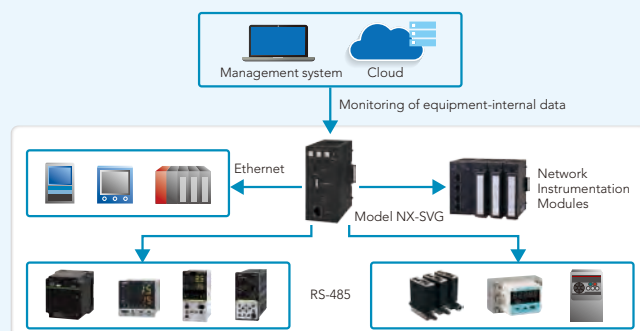 Management system
Cloud
Monitoring of equipment-internal data
Ethernet
Model NX-SVG
Network
Instrumentation
Modules
RS-485